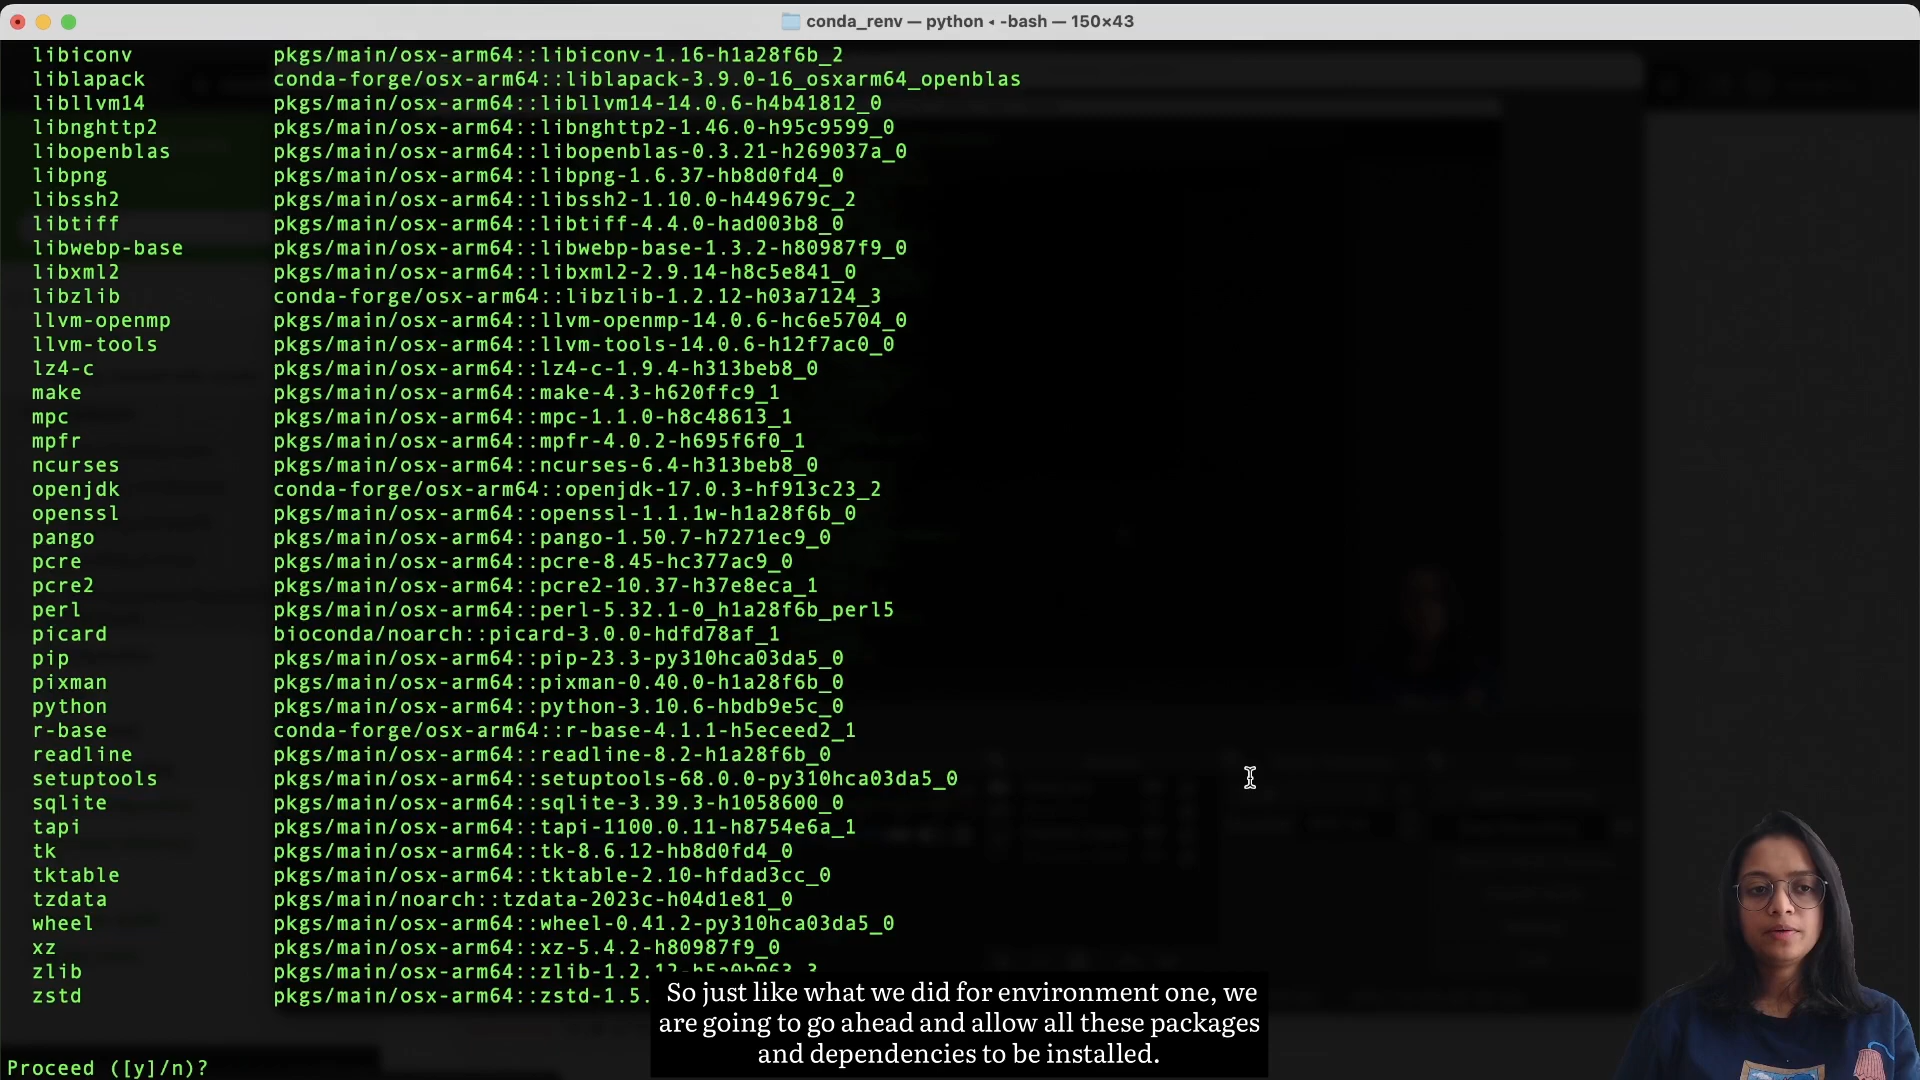 conda_renv — python ◂ -bash — 150×43
libiconv pkgs/main/osx-arm64::libiconv-1.16-h1a28f6b_2
liblapack conda-forge/osx-arm64::liblapack-3.9.0-16_osxarm64_openblas
libllvm14 pkgs/main/osx-arm64::libllvm14-14.0.6-h4b41812_0
libnghttp2 pkgs/main/osx-arm64::libnghttp2-1.46.0-h95c9599_0
libopenblas pkgs/main/osx-arm64::libopenblas-0.3.21-h269037a_0
libpng pkgs/main/osx-arm64::libpng-1.6.37-hb8d0fd4_0
libssh2 pkgs/main/osx-arm64::libssh2-1.10.0-h449679c_2
libtiff pkgs/main/osx-arm64::libtiff-4.4.0-had003b8_0
libwebp-base pkgs/main/osx-arm64::libwebp-base-1.3.2-h80987f9_0
libxml2 pkgs/main/osx-arm64::libxml2-2.9.14-h8c5e841_0
libzlib conda-forge/osx-arm64::libzlib-1.2.12-h03a7124_3
llvm-openmp pkgs/main/osx-arm64::llvm-openmp-14.0.6-hc6e5704_0
llvm-tools pkgs/main/osx-arm64::llvm-tools-14.0.6-h12f7ac0_0
lz4-c pkgs/main/osx-arm64::lz4-c-1.9.4-h313beb8_0
make pkgs/main/osx-arm64::make-4.3-h620ffc9_1
mpc pkgs/main/osx-arm64::mpc-1.1.0-h8c48613_1
mpfr pkgs/main/osx-arm64::mpfr-4.0.2-h695f6f0_1
ncurses pkgs/main/osx-arm64::ncurses-6.4-h313beb8_0
openjdk conda-forge/osx-arm64::openjdk-17.0.3-hf913c23_2
openssl pkgs/main/osx-arm64::openssl-1.1.1w-h1a28f6b_0
pango pkgs/main/osx-arm64::pango-1.50.7-h7271ec9_0
pcre pkgs/main/osx-arm64::pcre-8.45-hc377ac9_0
pcre2 pkgs/main/osx-arm64::pcre2-10.37-h37e8eca_1
perl pkgs/main/osx-arm64::perl-5.32.1-0_h1a28f6b_perl5
picard bioconda/noarch::picard-3.0.0-hdfd78af_1
pip pkgs/main/osx-arm64::pip-23.3-py310hca03da5_0
pixman pkgs/main/osx-arm64::pixman-0.40.0-h1a28f6b_0
python pkgs/main/osx-arm64::python-3.10.6-hbdb9e5c_0
r-base conda-forge/osx-arm64::r-base-4.1.1-h5eceed2_1
readline pkgs/main/osx-arm64::readline-8.2-h1a28f6b_0
setuptools pkgs/main/osx-arm64::setuptools-68.0.0-py310hca03da5_0
sqlite pkgs/main/osx-arm64::sqlite-3.39.3-h1058600_0
tapi pkgs/main/osx-arm64::tapi-1100.0.11-h8754e6a_1
tk pkgs/main/osx-arm64::tk-8.6.12-hb8d0fd4_0
tktable pkgs/main/osx-arm64::tktable-2.10-hfdad3cc_0
tzdata pkgs/main/noarch::tzdata-2023c-h04d1e81_0
wheel pkgs/main/osx-arm64::wheel-0.41.2-py310hca03da5_0
xz pkgs/main/osx-arm64::xz-5.4.2-h80987f9_0
zlib pkgs/main/osx-arm64::zlib-1.2.12-h5a0b063_3
zstd pkgs/main/osx-arm64::zstd-1.5.
So just like what we did for environment one, we
are going to go ahead and allow all these packages
and dependencies to be installed.
Proceed ([y]/n)?